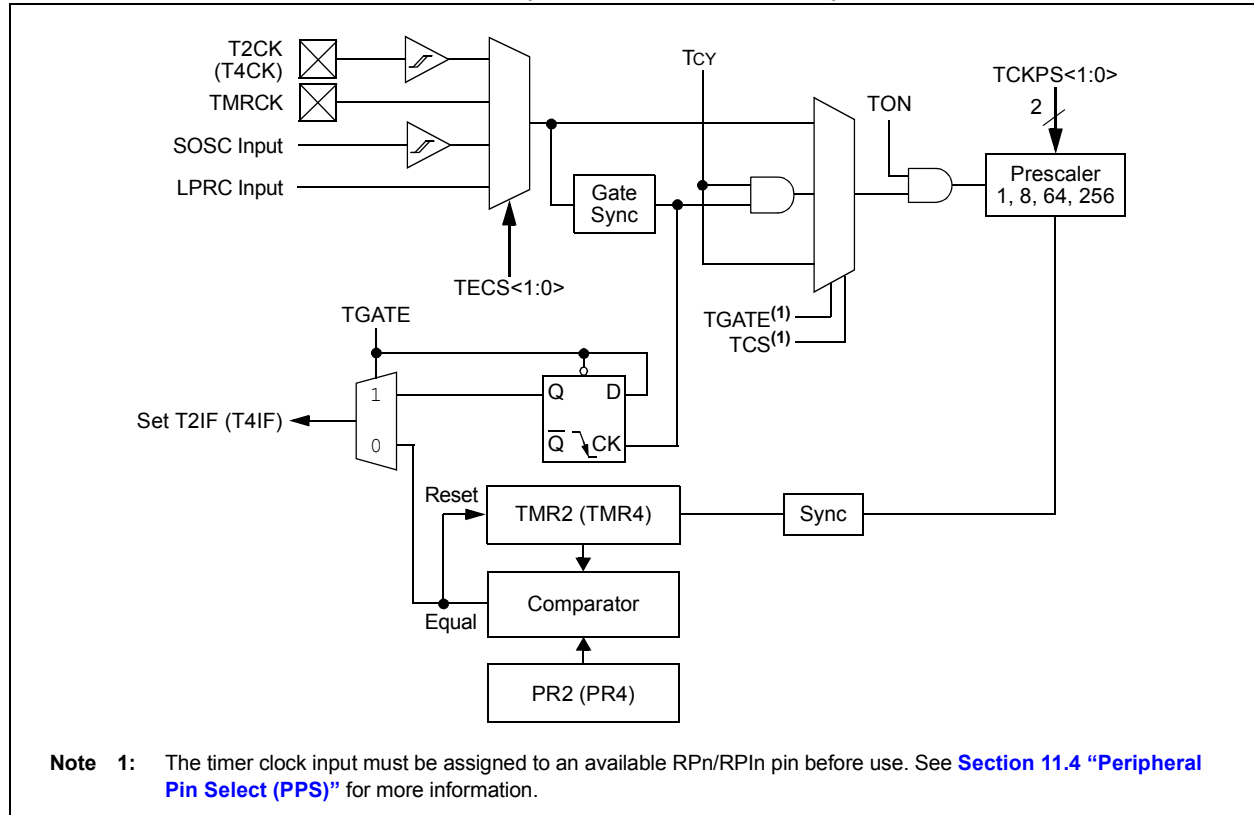 T2CK
(T4CK)
TMRCK
SOSC Input
LPRC Input
TECS<1:0>
Gate
Sync
TCY
TGATE(1)
TCS(1)
TON
TCKPS<1:0>
2
Prescaler
1, 8, 64, 256
TGATE
1
0
Set T2IF (T4IF)
Q D
Q̅ CK
Reset
TMR2 (TMR4)
Sync
Comparator
Equal
PR2 (PR4)
Note 1: The timer clock input must be assigned to an available RPn/RPIn pin before use. See Section 11.4 “Peripheral
Pin Select (PPS)” for more information.